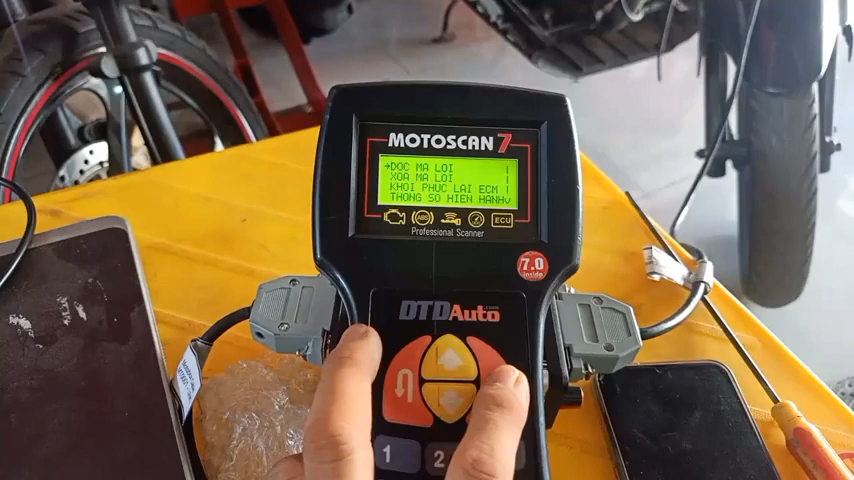 MOTOSCAN 7
→DOC MA LOI
XOA MA LOI
KHOI PHUC LAI ECM
THONG SO HIEN HANH
ABS
ECU
Professional Scanner
7.0
inside
DTDAuto
1
2